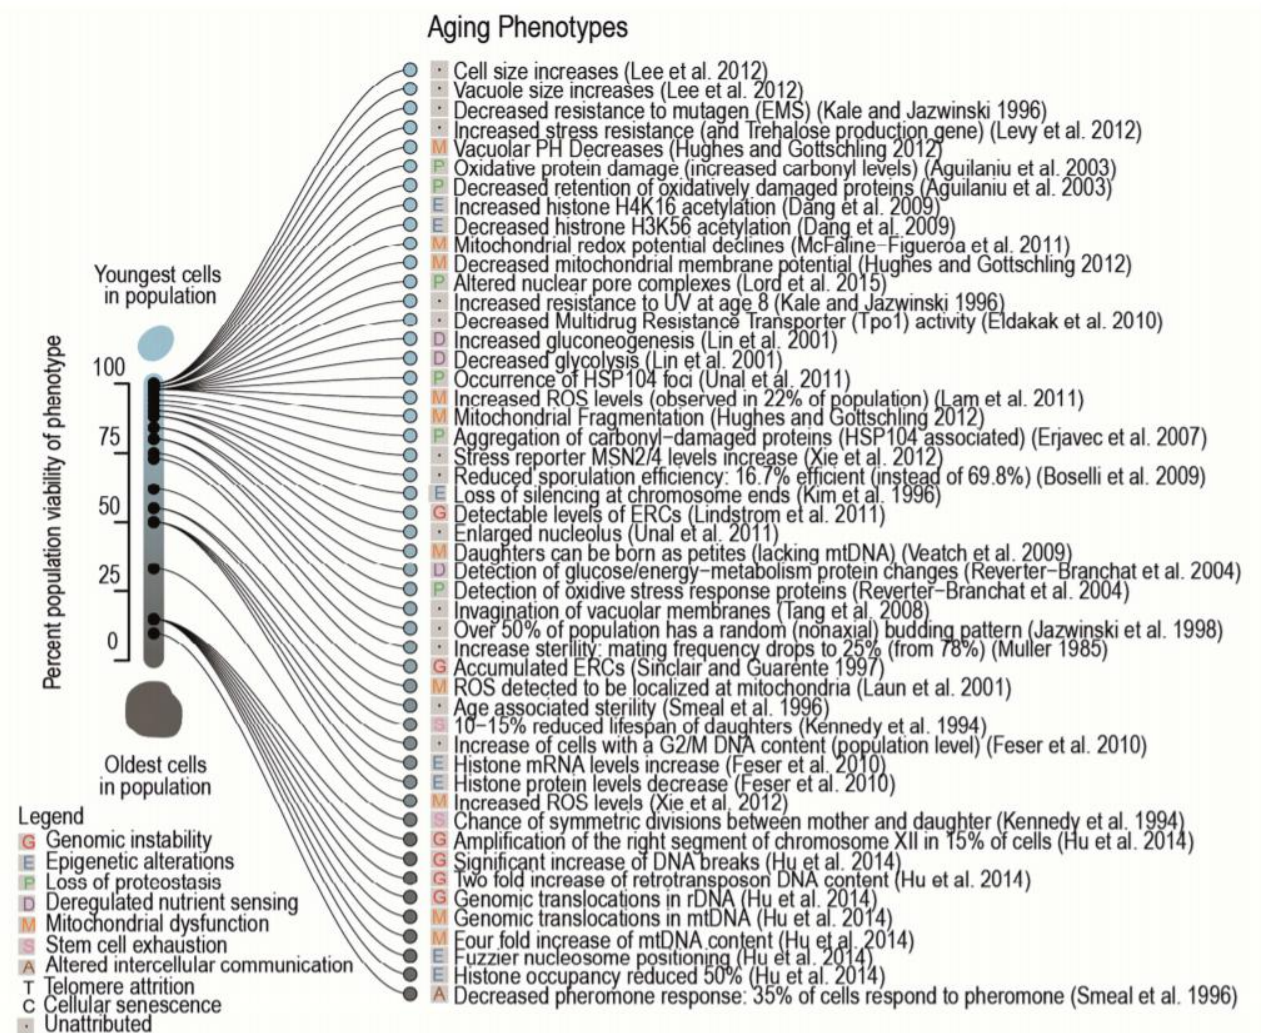 Aging Phenotypes
· Cell size increases (Lee et al. 2012)
· Vacuole size increases (Lee et al. 2012)
· Decreased resistance to mutagen (EMS) (Kale and Jazwinski 1996)
· Increased stress resistance (and Trehalose production gene) (Levy et al. 2012)
M Vacuolar PH Decreases (Hughes and Gottschling 2012)
P Oxidative protein damage (increased carbonyl levels) (Aguilaniu et al. 2003)
P Decreased retention of oxidatively damaged proteins (Aguilaniu et al. 2003)
E Increased histone H4K16 acetylation (Dang et al. 2009)
E Decreased histrone H3K56 acetylation (Dang et al. 2009)
M Mitochondrial redox potential declines (McFaline-Figueroa et al. 2011)
M Decreased mitochondrial membrane potential (Hughes and Gottschling 2012)
P Altered nuclear pore complexes (Lord et al. 2015)
· Increased resistance to UV at age 8 (Kale and Jazwinski 1996)
· Decreased Multidrug Resistance Transporter (Tpo1) activity (Eldakak et al. 2010)
D Increased gluconeogenesis (Lin et al. 2001)
D Decreased glycolysis (Lin et al. 2001)
P Occurrence of HSP104 foci (Unal et al. 2011)
M Increased ROS levels (observed in 22% of population) (Lam et al. 2011)
M Mitochondrial Fragmentation (Hughes and Gottschling 2012)
P Aggregation of carbonyl-damaged proteins (HSP104 associated) (Erjavec et al. 2007)
· Stress reporter MSN2/4 levels increase (Xie et al. 2012)
· Reduced sporulation efficiency: 16.7% efficient (instead of 69.8%) (Boselli et al. 2009)
E Loss of silencing at chromosome ends (Kim et al. 1996)
G Detectable levels of ERCs (Lindstrom et al. 2011)
· Enlarged nucleolus (Unal et al. 2011)
M Daughters can be born as petites (lacking mtDNA) (Veatch et al. 2009)
D Detection of glucose/energy-metabolism protein changes (Reverter-Branchat et al. 2004)
P Detection of oxidive stress response proteins (Reverter-Branchat et al. 2004)
· Invagination of vacuolar membranes (Tang et al. 2008)
· Over 50% of population has a random (nonaxial) budding pattern (Jazwinski et al. 1998)
· Increase sterility: mating frequency drops to 25% (from 78%) (Muller 1985)
G Accumulated ERCs (Sinclair and Guarente 1997)
M ROS detected to be localized at mitochondria (Laun et al. 2001)
· Age associated sterility (Smeal et al. 1996)
S 10-15% reduced lifespan of daughters (Kennedy et al. 1994)
· Increase of cells with a G2/M DNA content (population level) (Feser et al. 2010)
E Histone mRNA levels increase (Feser et al. 2010)
E Histone protein levels decrease (Feser et al. 2010)
M Increased ROS levels (Xie et al. 2012)
S Chance of symmetric divisions between mother and daughter (Kennedy et al. 1994)
G Amplification of the right segment of chromosome XII in 15% of cells (Hu et al. 2014)
G Significant increase of DNA breaks (Hu et al. 2014)
G Two fold increase of retrotransposon DNA content (Hu et al. 2014)
G Genomic translocations in rDNA (Hu et al. 2014)
M Genomic translocations in mtDNA (Hu et al. 2014)
M Four fold increase of mtDNA content (Hu et al. 2014)
E Fuzzier nucleosome positioning (Hu et al. 2014)
E Histone occupancy reduced 50% (Hu et al. 2014)
A Decreased pheromone response: 35% of cells respond to pheromone (Smeal et al. 1996)
Youngest cells
in population
Percent population viability of phenotype
100
75
50
25
0
Oldest cells
in population
Legend
G Genomic instability
E Epigenetic alterations
P Loss of proteostasis
D Deregulated nutrient sensing
M Mitochondrial dysfunction
S Stem cell exhaustion
A Altered intercellular communication
T Telomere attrition
C Cellular senescence
· Unattributed